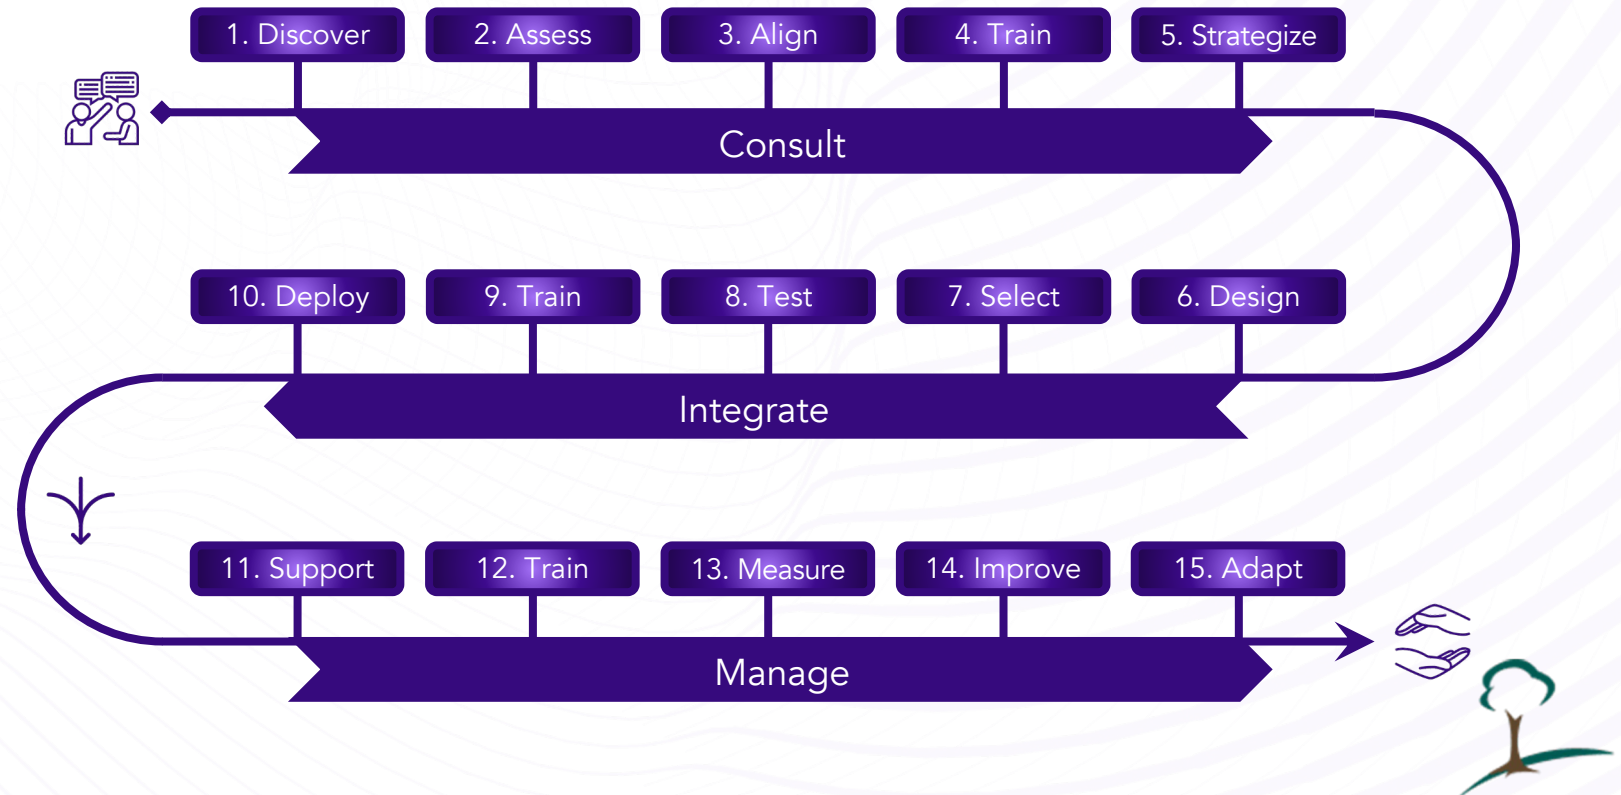 1. Discover
2. Assess
3. Align
4. Train
5. Strategize
Consult
10. Deploy
9. Train
8. Test
7. Select
6. Design
Integrate
11. Support
12. Train
13. Measure
14. Improve
15. Adapt
Manage